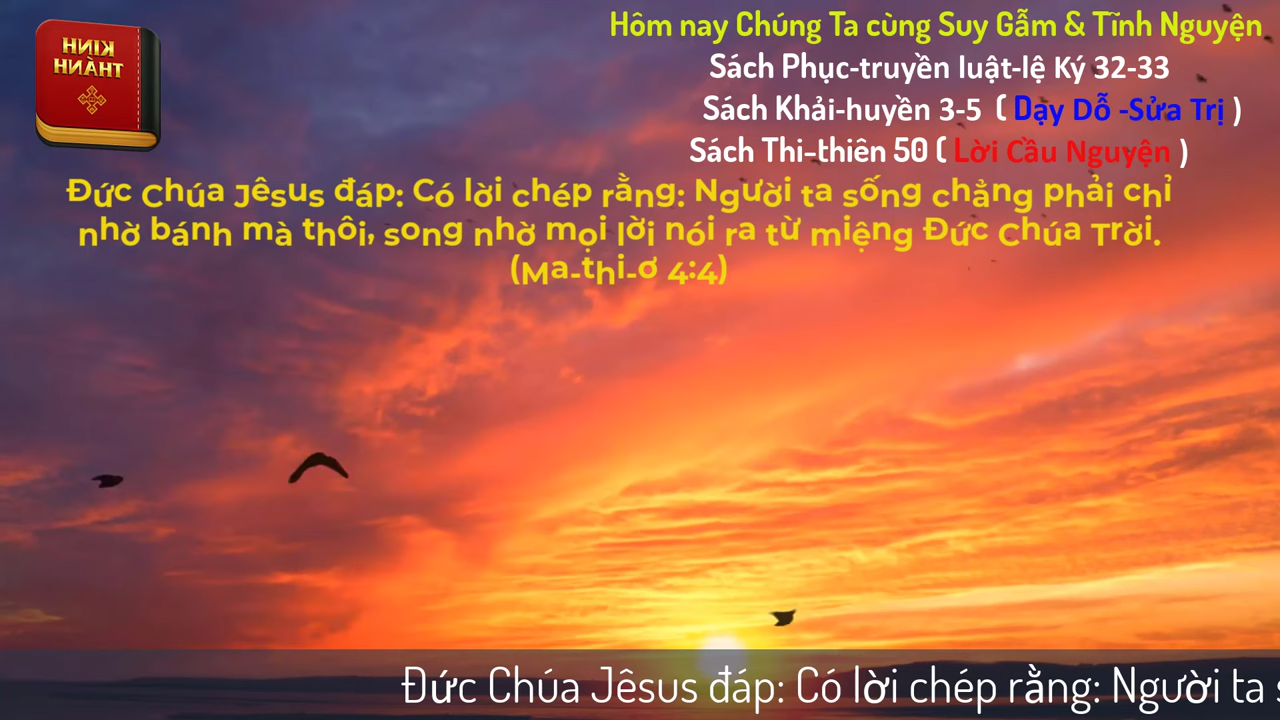 KINH
THÀNH
Hôm nay Chúng Ta cùng Suy Gẫm & Tĩnh Nguyện
Sách Phục-truyền luật-lệ Ký 32-33
Sách Khải-huyền 3-5 ( Dạy Dỗ -Sửa Trị )
Sách Thi-thiên 50 ( Lời Cầu Nguyện )
Đức Chúa Jêsus đáp: Có lời chép rằng: Người ta sống chẳng phải chỉ
nhờ bánh mà thôi, song nhờ mọi lời nói ra từ miệng Đức Chúa Trời.
(Ma-thi-ơ 4:4)
Đức Chúa Jêsus đáp: Có lời chép rằng: Người ta